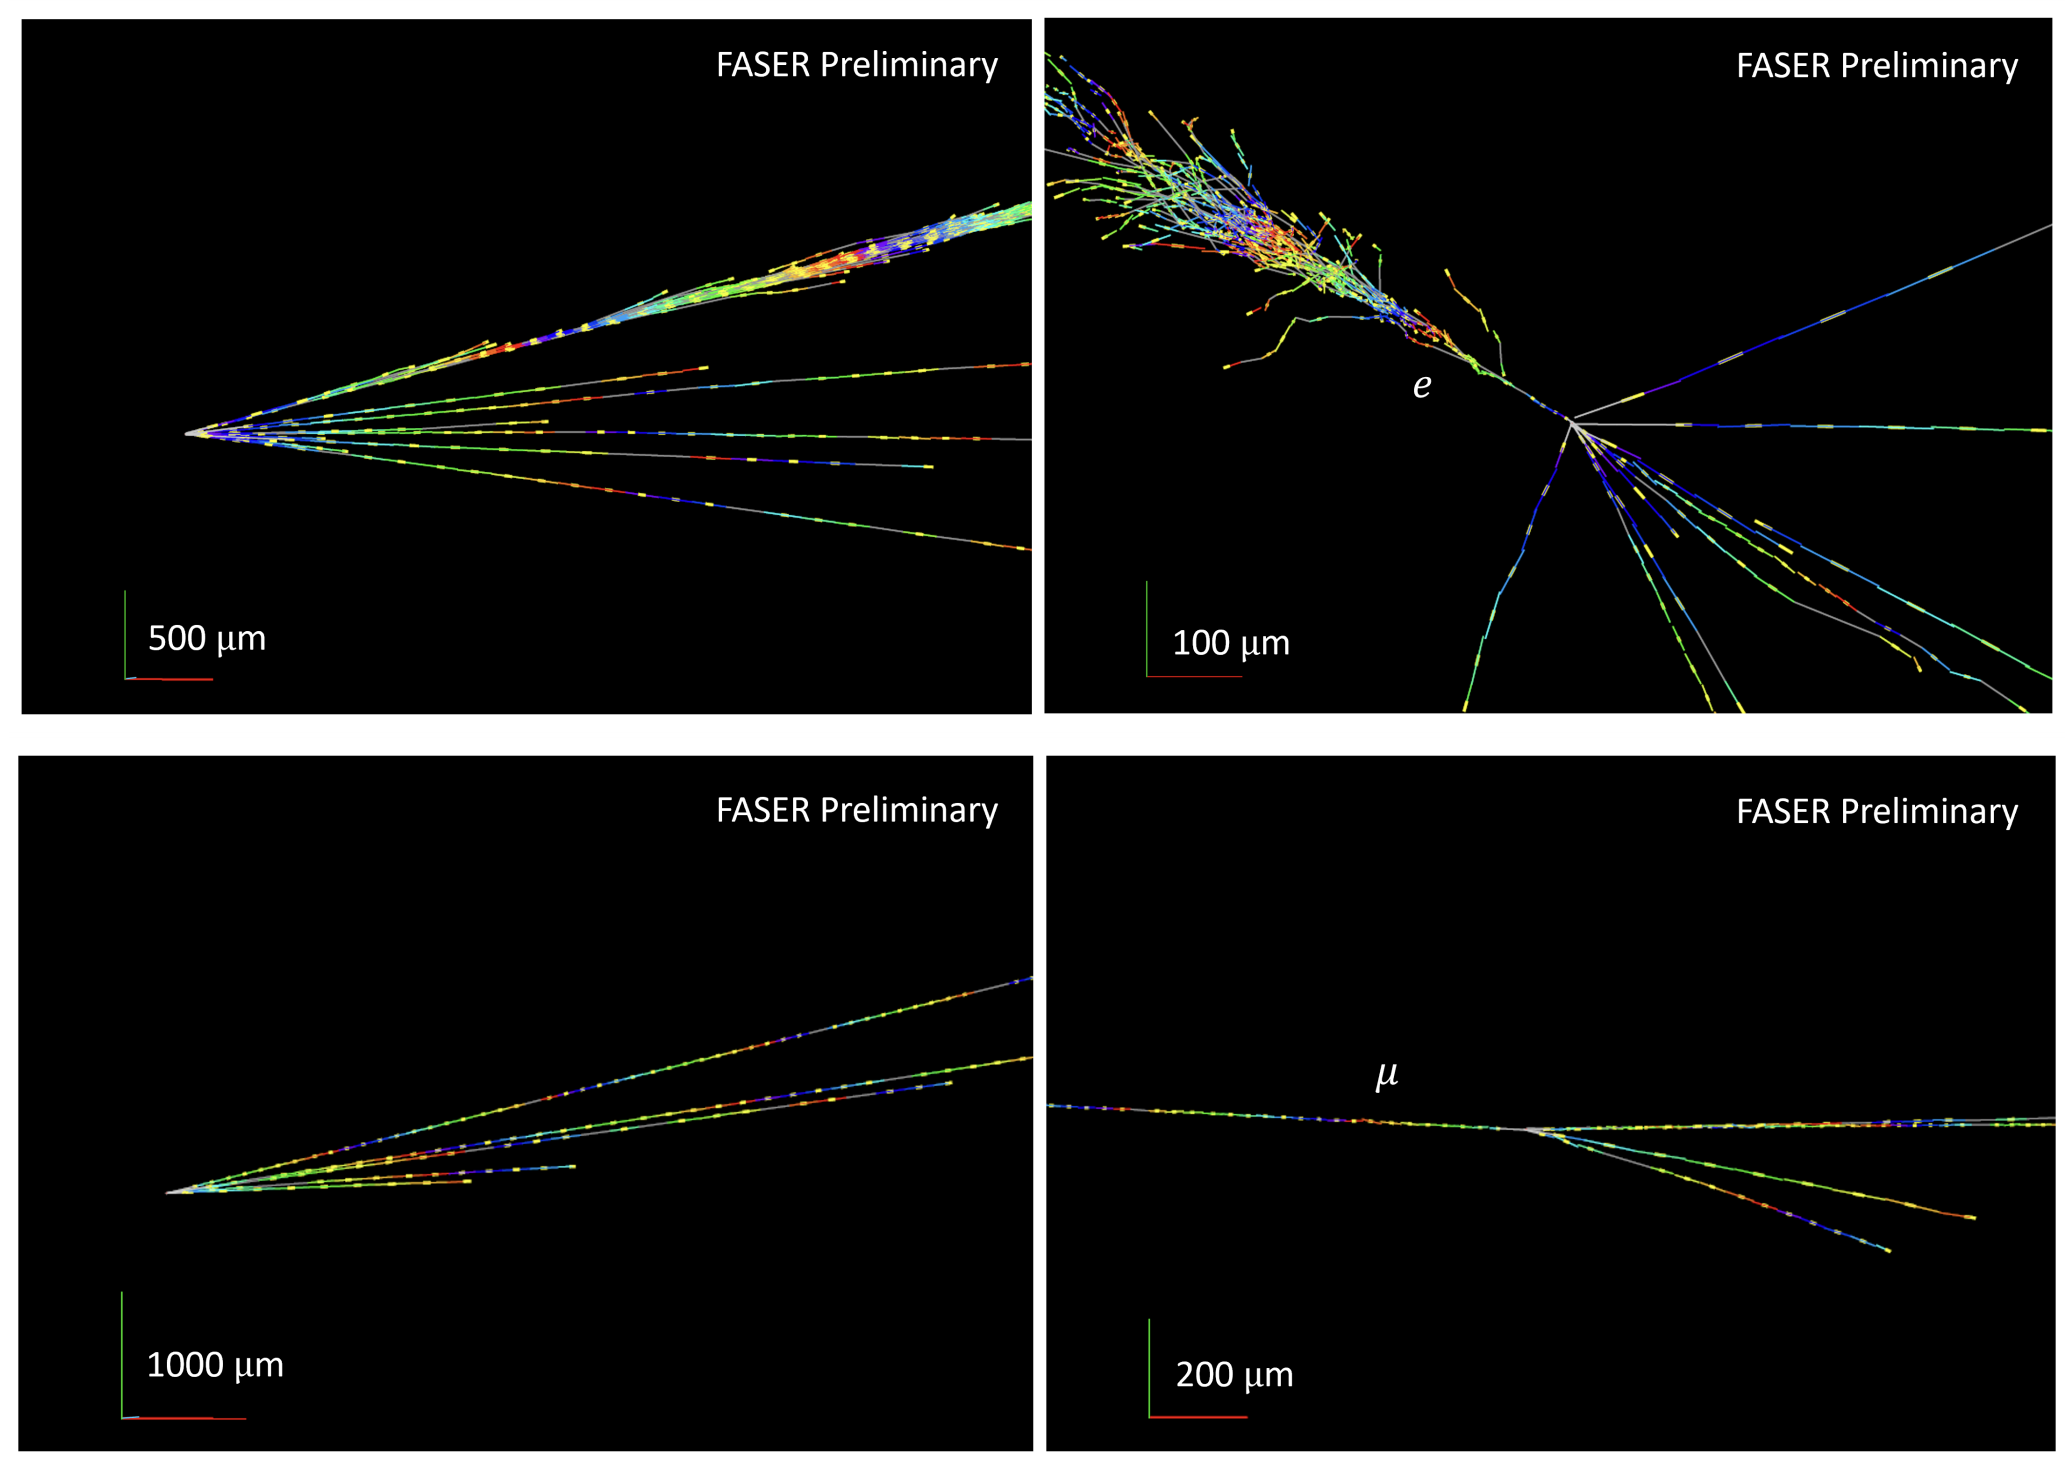 FASER Preliminary
500 μm
FASER Preliminary
e
100 μm
FASER Preliminary
1000 μm
FASER Preliminary
μ
200 μm